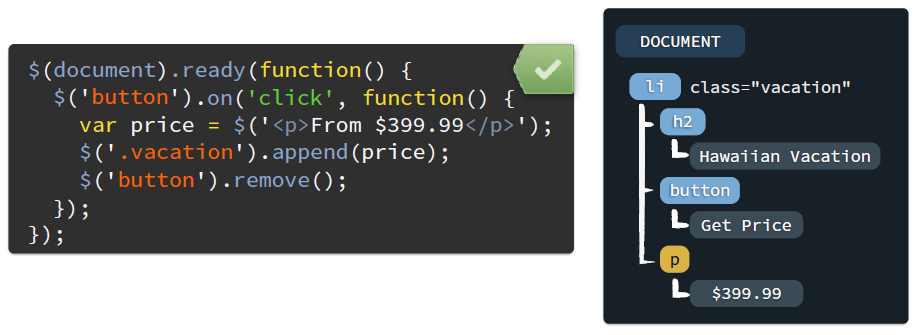 $(document).ready(function() {
  $('button').on('click', function() {
    var price = $('<p>From $399.99</p>');
    $('.vacation').append(price);
    $('button').remove();
  });
});
DOCUMENT
li class="vacation"
h2
Hawaiian Vacation
button
Get Price
p
$399.99